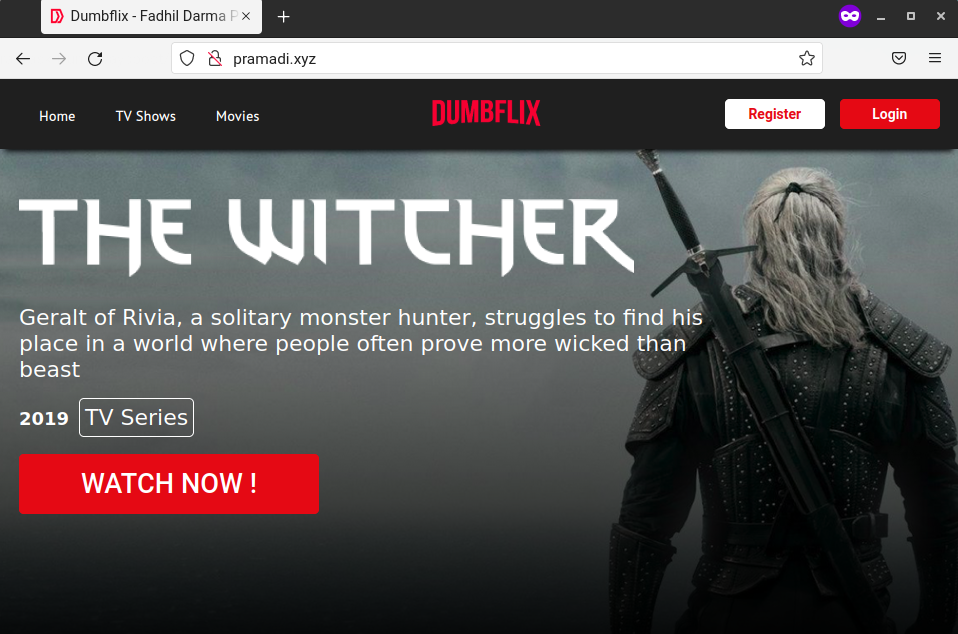 Dumbflix - Fadhil Darma P
pramadi.xyz
Home
TV Shows
Movies
DUMBFLIX
Register
Login
THE WITCHER
Geralt of Rivia, a solitary monster hunter, struggles to find his
place in a world where people often prove more wicked than
beast
2019 TV Series
WATCH NOW !